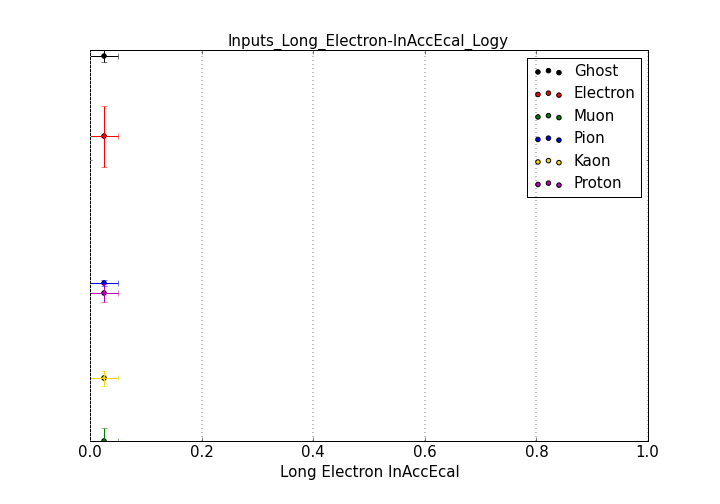 Inputs_Long_Electron-InAccEcal_Logy
Ghost
Electron
Muon
Pion
Kaon
Proton
0.0 0.2 0.4 0.6 0.8 1.0
Long Electron InAccEcal